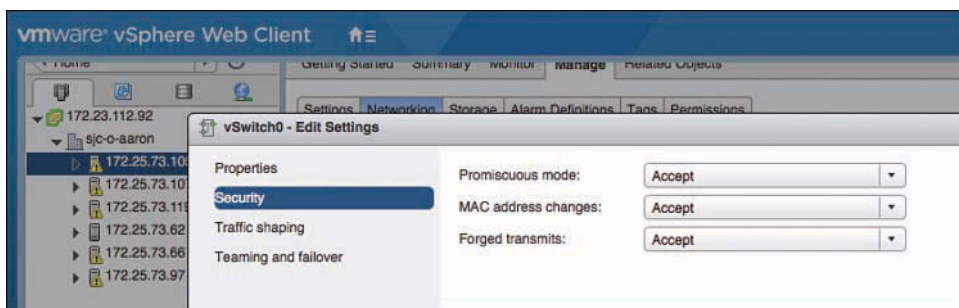 vmware® vSphere Web Client
Home
Getting Started Summary Monitor Manage Related Objects
Settings Networking Storage Alarm Definitions Tags Permissions
172.23.112.92
sjc-o-aaron
172.25.73.10
172.25.73.10
172.25.73.119
172.25.73.62
172.25.73.66
172.25.73.97
vSwitch0 - Edit Settings
Properties
Security
Traffic shaping
Teaming and failover
Promiscuous mode: Accept
MAC address changes: Accept
Forged transmits: Accept